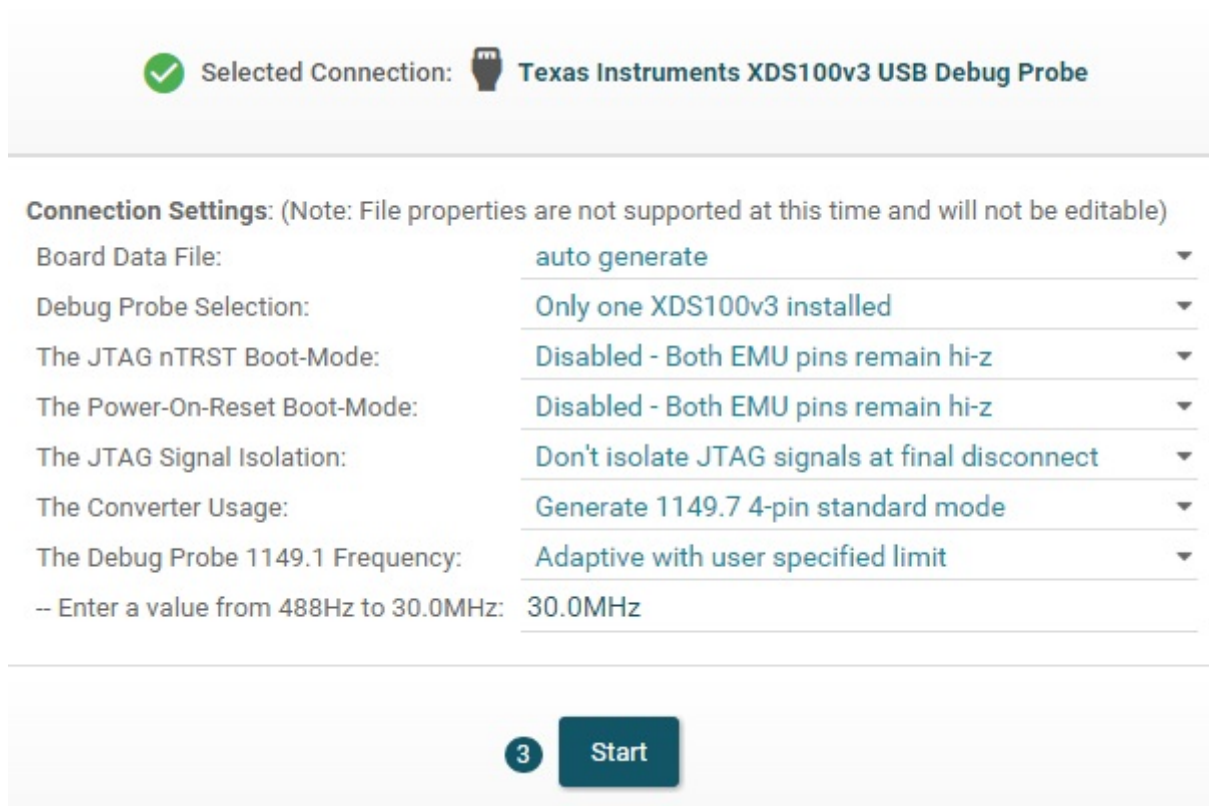 Selected Connection: Texas Instruments XDS100v3 USB Debug Probe
Connection Settings: (Note: File properties are not supported at this time and will not be editable)
Board Data File: auto generate
Debug Probe Selection: Only one XDS100v3 installed
The JTAG nTRST Boot-Mode: Disabled - Both EMU pins remain hi-z
The Power-On-Reset Boot-Mode: Disabled - Both EMU pins remain hi-z
The JTAG Signal Isolation: Don't isolate JTAG signals at final disconnect
The Converter Usage: Generate 1149.7 4-pin standard mode
The Debug Probe 1149.1 Frequency: Adaptive with user specified limit
-- Enter a value from 488Hz to 30.0MHz: 30.0MHz
3 Start